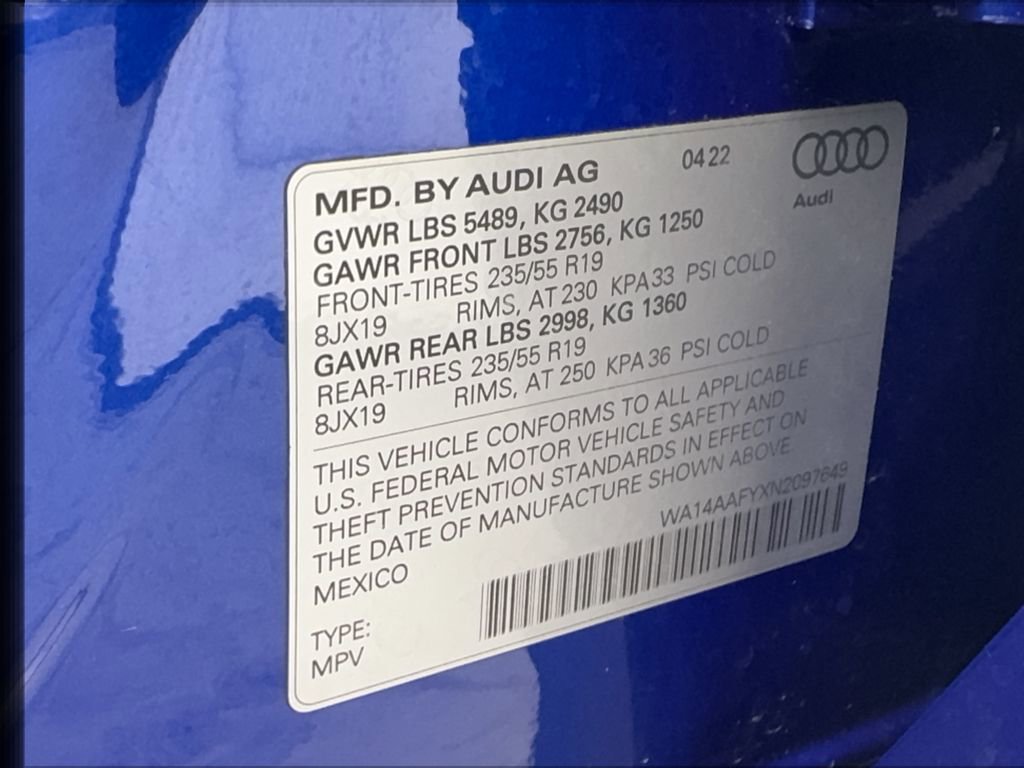 MFD. BY AUDI AG 04 22
Audi
GVWR LBS 5489, KG 2490
GAWR FRONT LBS 2756, KG 1250
FRONT-TIRES 235/55 R19
8JX19 RIMS, AT 230 KPA 33 PSI COLD
GAWR REAR LBS 2998, KG 1360
REAR-TIRES 235/55 R19
8JX19 RIMS, AT 250 KPA 36 PSI COLD
THIS VEHICLE CONFORMS TO ALL APPLICABLE
U.S. FEDERAL MOTOR VEHICLE SAFETY AND
THEFT PREVENTION STANDARDS IN EFFECT ON
THE DATE OF MANUFACTURE SHOWN ABOVE.
MEXICO
WA14AAFYXN2097649
TYPE:
MPV